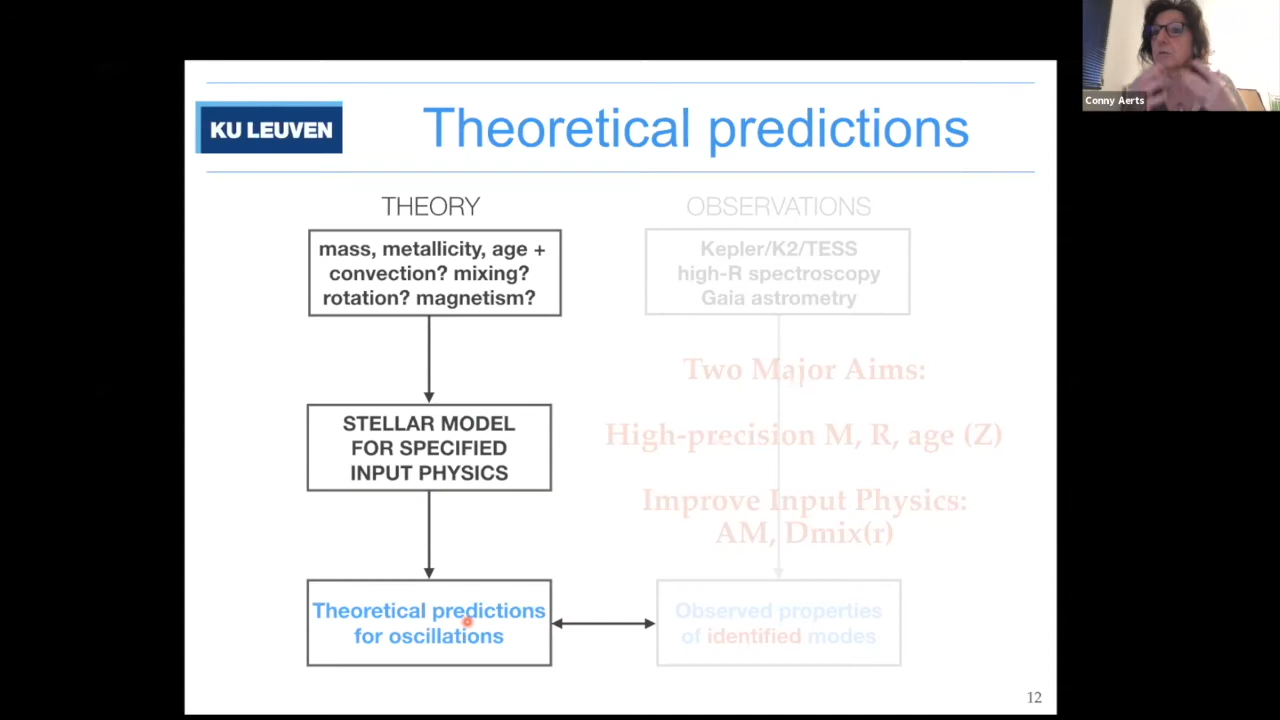 Conny Aerts
KU LEUVEN
Theoretical predictions
THEORY
mass, metallicity, age +
convection? mixing?
rotation? magnetism?
STELLAR MODEL
FOR SPECIFIED
INPUT PHYSICS
Theoretical predictions
for oscillations
OBSERVATIONS
Kepler/K2/TESS
high-R spectroscopy
Gaia astrometry
Two Major Aims:
High-precision M, R, age (Z)
Improve Input Physics:
AM, Dmix(r)
Observed properties
of identified modes
12